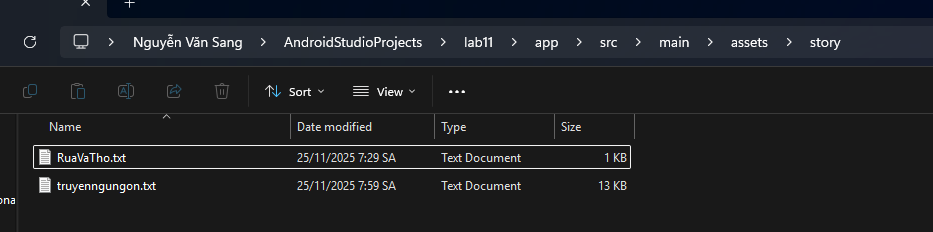 Nguyễn Văn Sang > AndroidStudioProjects > lab11 > app > src > main > assets > story
Sort View
Name Date modified Type Size
RuaVaTho.txt 25/11/2025 7:29 SA Text Document 1 KB
truyenngungon.txt 25/11/2025 7:59 SA Text Document 13 KB